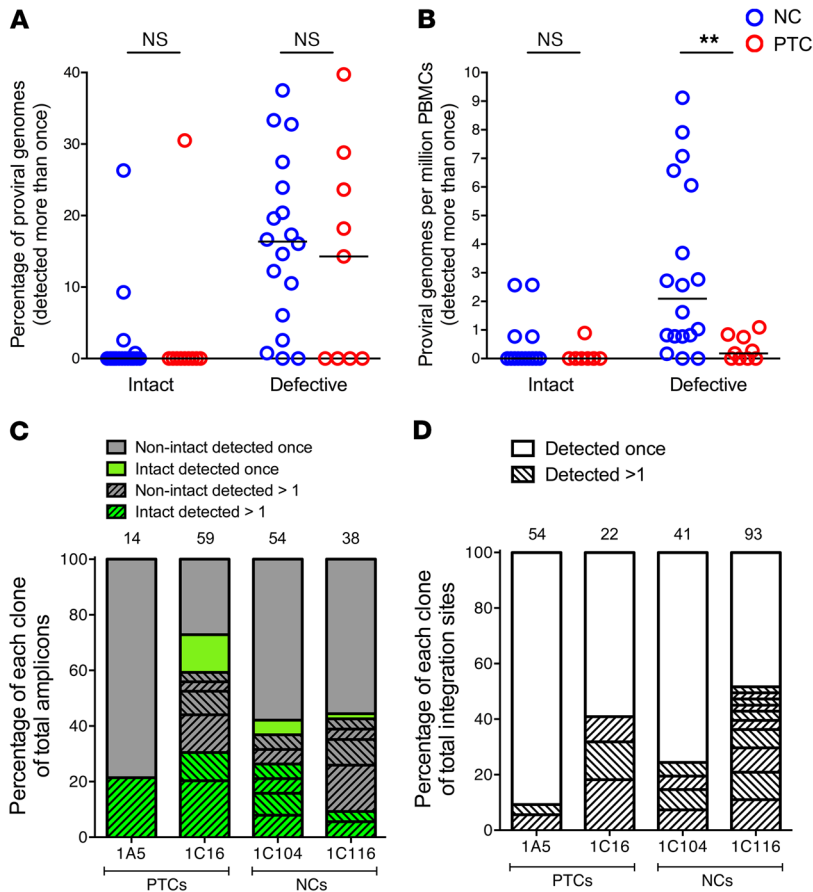 A
NS
NS
Percentage of proviral genomes
(detected more than once)
40
30
20
10
0
Intact
Defective
B
NC
PTC
NS
**
Proviral genomes per million PBMCs
(detected more than once)
10
9
8
7
6
5
4
3
2
1
0
Intact
Defective
C
Non-intact detected once
Intact detected once
Non-intact detected > 1
Intact detected > 1
14
59
54
38
Percentage of each clone
of total amplicons
100
80
60
40
20
0
1A5
1C16
1C104
1C116
PTCs
NCs
D
Detected once
Detected >1
54
22
41
93
Percentage of each clone
of total integration sites
100
80
60
40
20
0
1A5
1C16
1C104
1C116
PTCs
NCs